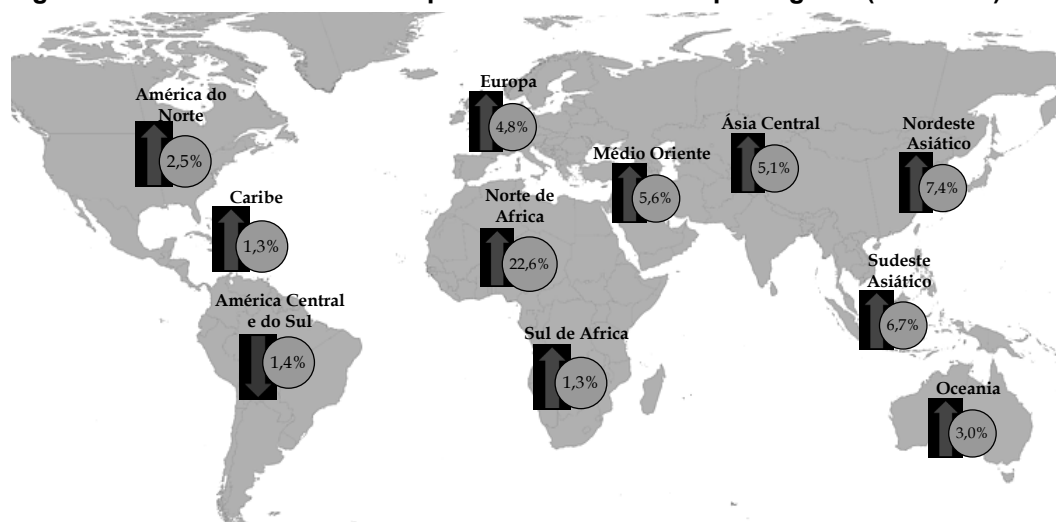 América do
Norte
2,5%
Caribe
1,3%
América Central
e do Sul
1,4%
Europa
4,8%
Médio Oriente
5,6%
Norte de
Africa
22,6%
Sul de Africa
1,3%
Ásia Central
5,1%
Nordeste
Asiático
7,4%
Sudeste
Asiático
6,7%
Oceania
3,0%